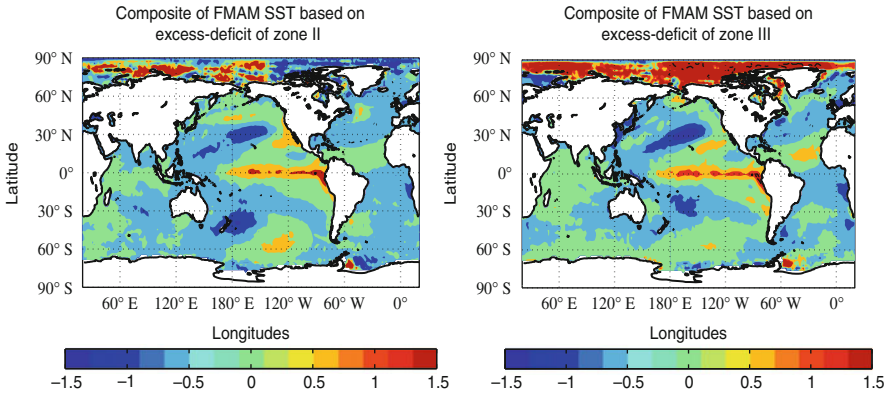 Composite of FMAM SST based on
excess-deficit of zone II
Composite of FMAM SST based on
excess-deficit of zone III
90° N
60° N
30° N
0°
30° S
60° S
90° S
Latitude
60° E 120° E 180° E 120° W 60° W 0°
Longitudes
−1.5 −1 −0.5 0 0.5 1 1.5
90° N
60° N
30° N
0°
30° S
60° S
90° S
Latitude
60° E 120° E 180° E 120° W 60° W 0°
Longitudes
−1.5 −1 −0.5 0 0.5 1 1.5